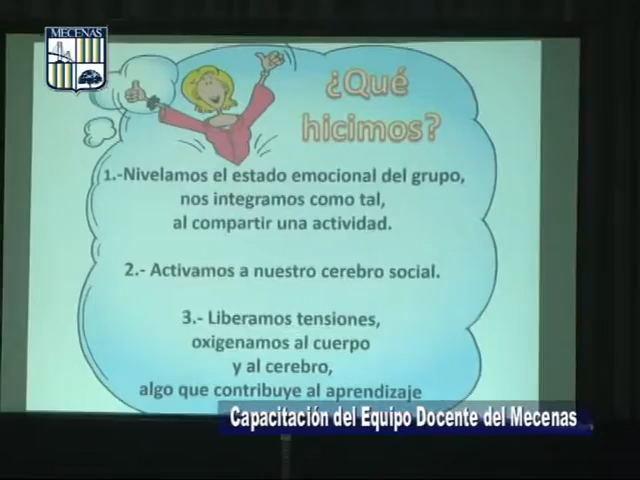 MECENAS
¿Qué
hicimos?
1.-Nivelamos el estado emocional del grupo,
nos integramos como tal,
al compartir una actividad.
2.- Activamos a nuestro cerebro social.
3.- Liberamos tensiones,
oxigenamos al cuerpo
y al cerebro,
algo que contribuye al aprendizaje
Capacitación del Equipo Docente del Mecenas